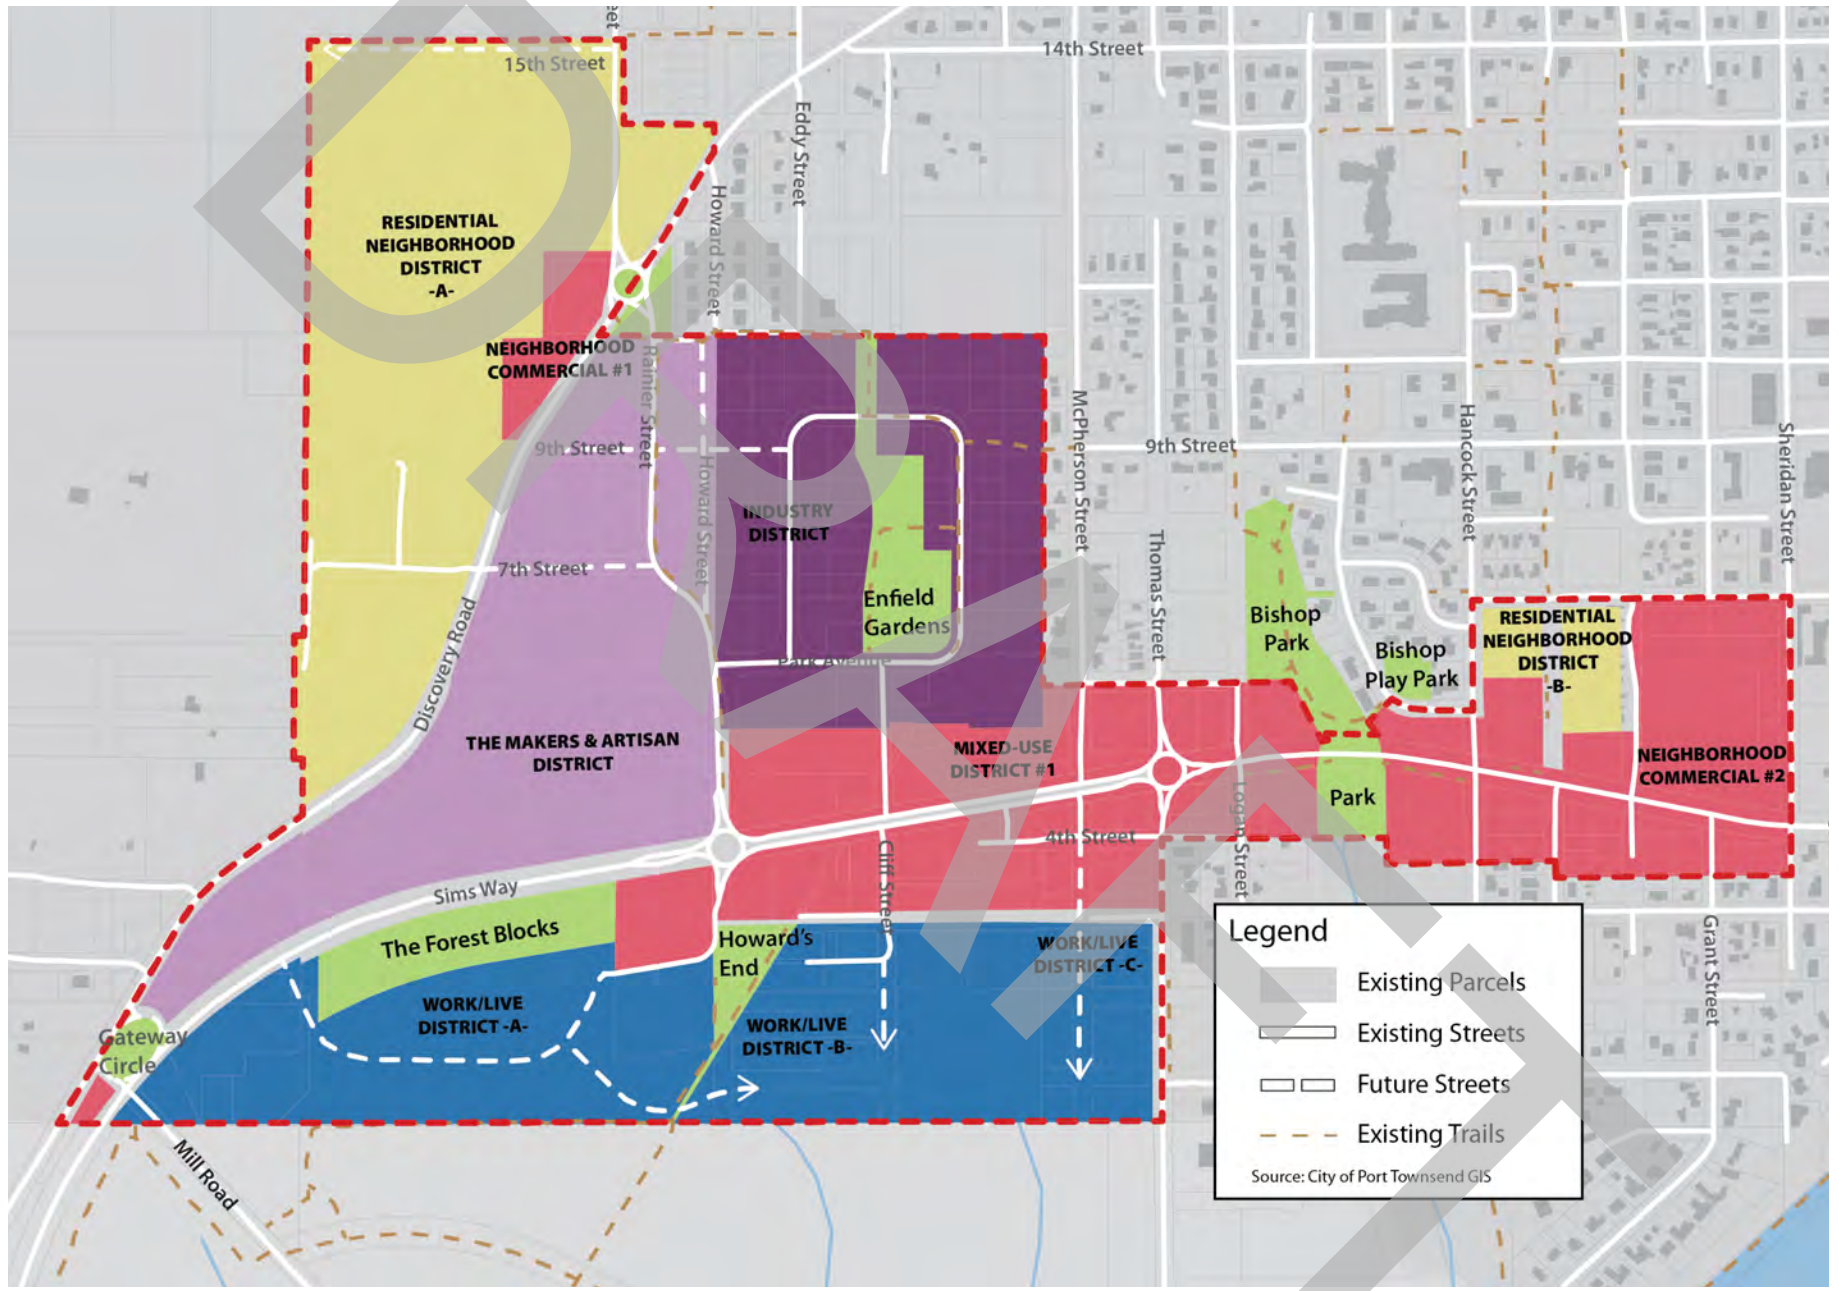 eet
14th Street
15th Street
Eddy Street
Howard Street
RESIDENTIAL
NEIGHBORHOOD
DISTRICT
-A-
NEIGHBORHOOD
COMMERCIAL #1
Rainier Street
McPherson Street
Hancock Street
Sheridan Street
9th Street
9th Street
Howard Street
INDUSTRY
DISTRICT
7th Street
Thomas Street
Enfield
Gardens
Park Avenue
Bishop
Park
Bishop
Play Park
RESIDENTIAL
NEIGHBORHOOD
DISTRICT
-B-
Discovery Road
THE MAKERS & ARTISAN
DISTRICT
MIXED-USE
DISTRICT #1
NEIGHBORHOOD
COMMERCIAL #2
Park
Logan Street
4th Street
Cliff Street
Sims Way
The Forest Blocks
Howard's
End
WORK/LIVE
DISTRICT -A-
WORK/LIVE
DISTRICT -B-
WORK/LIVE
DISTRICT -C-
Grant Street
Gateway
Circle
Mill Road
Legend
Existing Parcels
Existing Streets
Future Streets
Existing Trails
Source: City of Port Townsend GIS
DRAFT